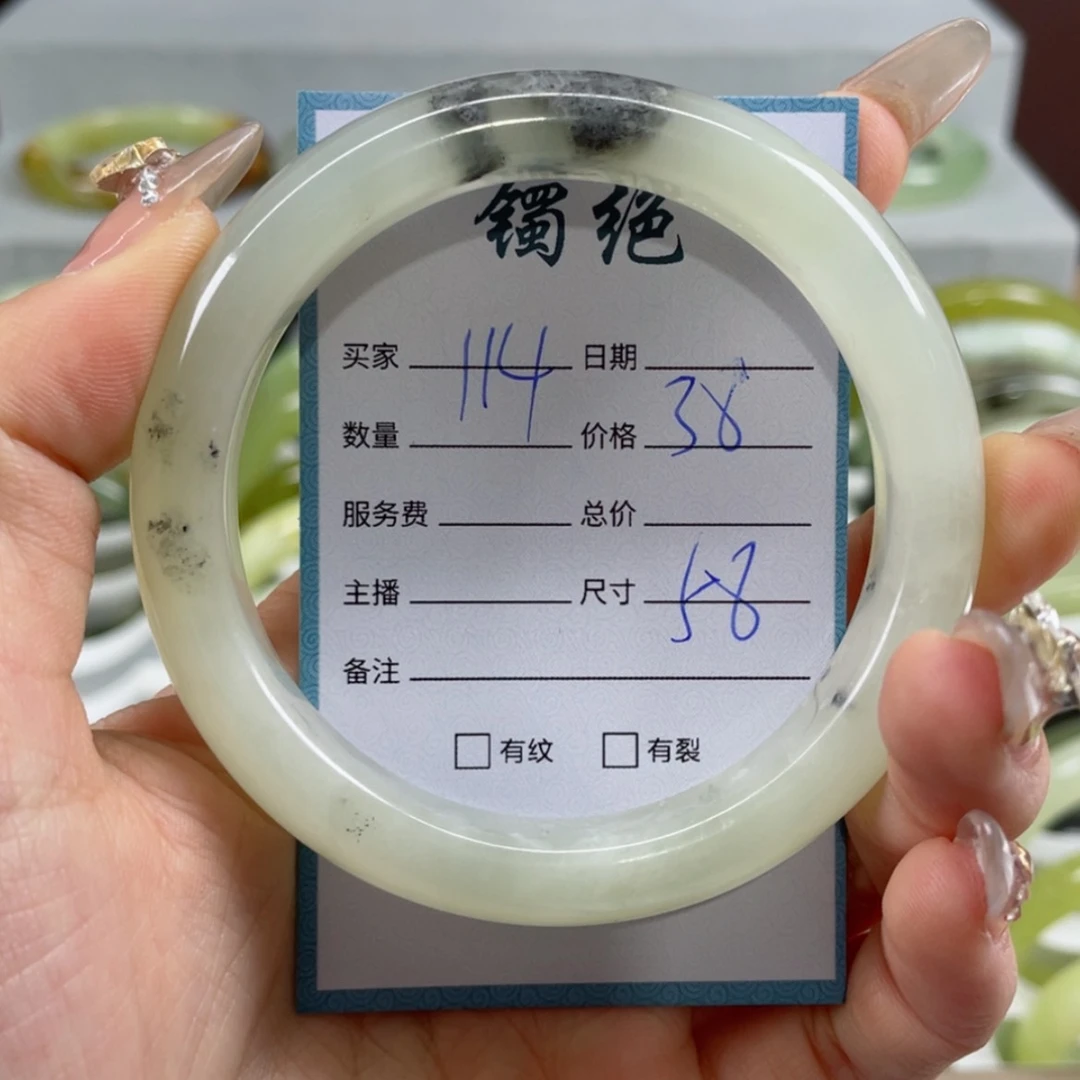 镯绝
买家 114 日期
数量 价格 38
服务费 总价
主播 尺寸 58
备注
有纹 有裂